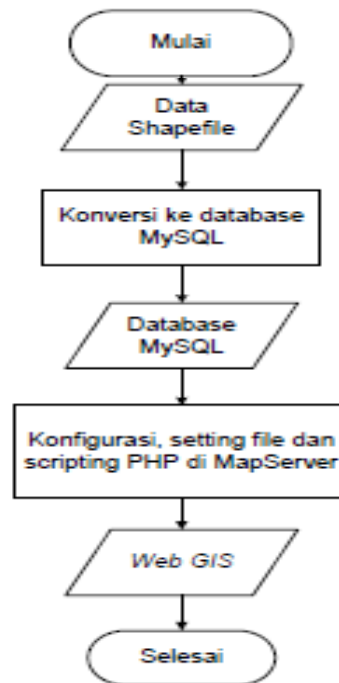 Mulai
Data
Shapefile
Konversi ke database
MySQL
Database
MySQL
Konfigurasi, setting file dan
scripting PHP di MapServer
Web GIS
Selesai